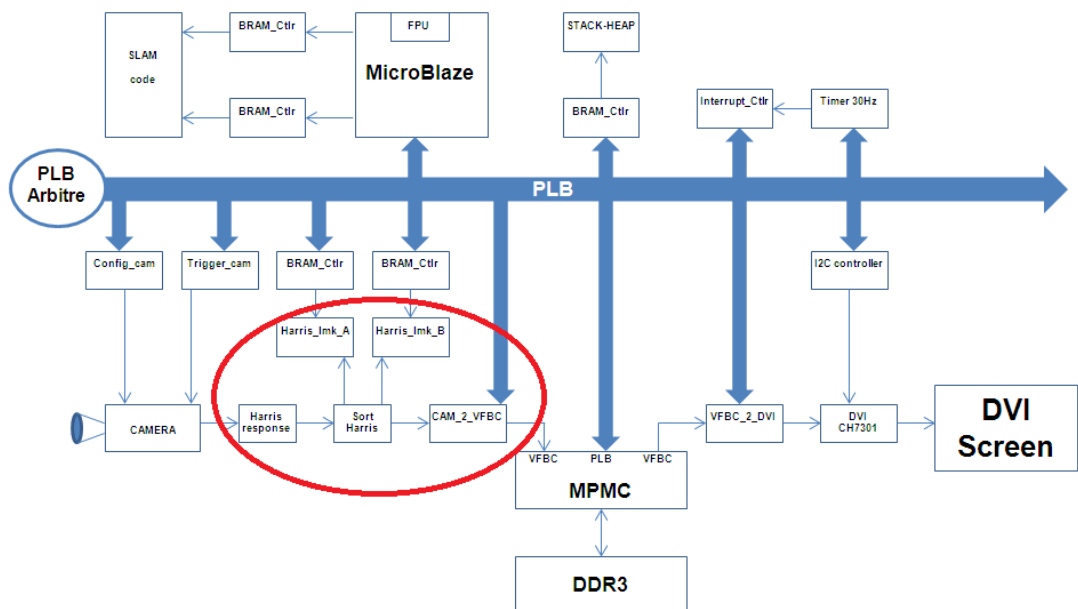 BRAM_Ctlr
FPU
STACK-HEAP
SLAM
code
MicroBlaze
BRAM_Ctlr
BRAM_Ctlr
Interrupt_Ctlr
Timer 30Hz
PLB
Arbitre
PLB
Config_cam
Trigger_cam
BRAM_Ctlr
BRAM_Ctlr
I2C controller
Harris_lmk_A
Harris_lmk_B
CAMERA
Harris
response
Sort
Harris
CAM_2_VFBC
VFBC_2_DVI
DVI
CH7301
DVI
Screen
VFBC
PLB
VFBC
MPMC
DDR3